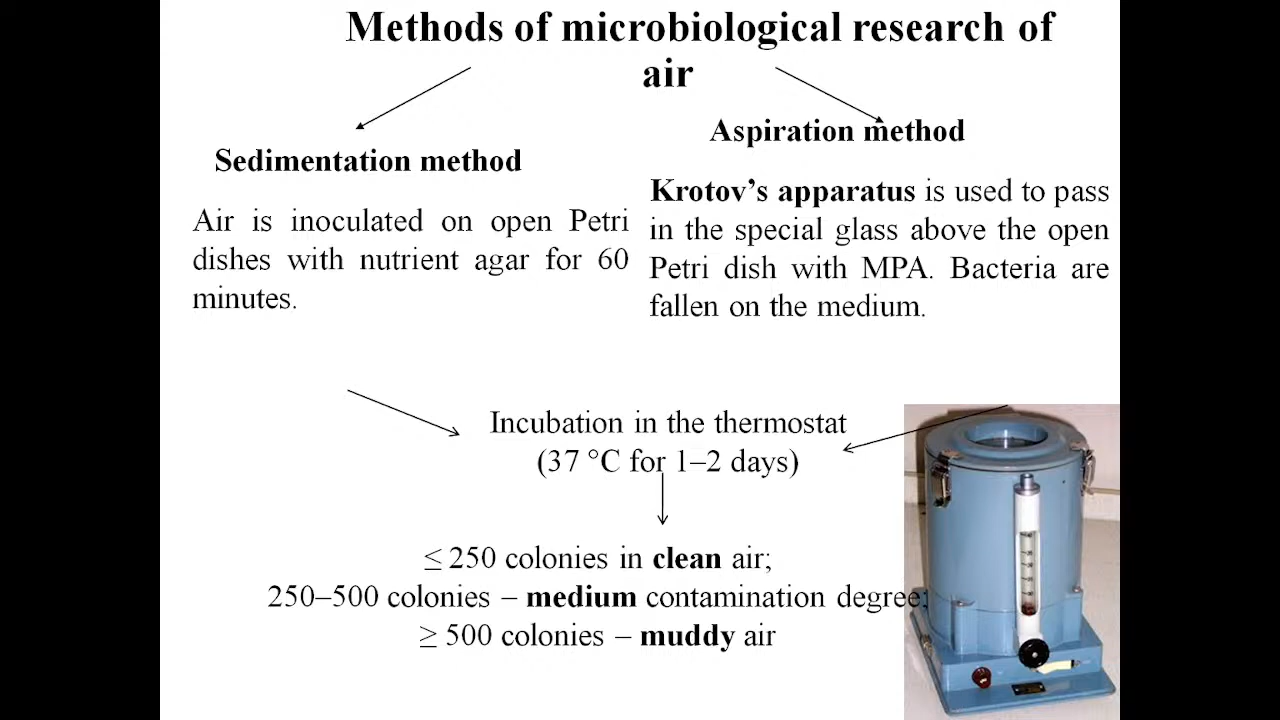 Methods of microbiological research of
air
Sedimentation method
Air is inoculated on open Petri
dishes with nutrient agar for 60
minutes.
Aspiration method
Krotov’s apparatus is used to pass
in the special glass above the open
Petri dish with MPA. Bacteria are
fallen on the medium.
Incubation in the thermostat
(37 °C for 1–2 days)
≤ 250 colonies in clean air;
250–500 colonies – medium contamination degree;
≥ 500 colonies – muddy air